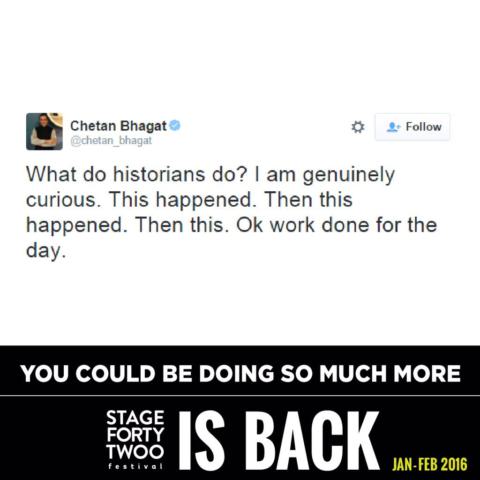 Chetan Bhagat
@chetan_bhagat
Follow
What do historians do? I am genuinely
curious. This happened. Then this
happened. Then this. Ok work done for the
day.
YOU COULD BE DOING SO MUCH MORE
STAGE
FORTY
TWOO
festival
IS BACK
JAN-FEB 2016